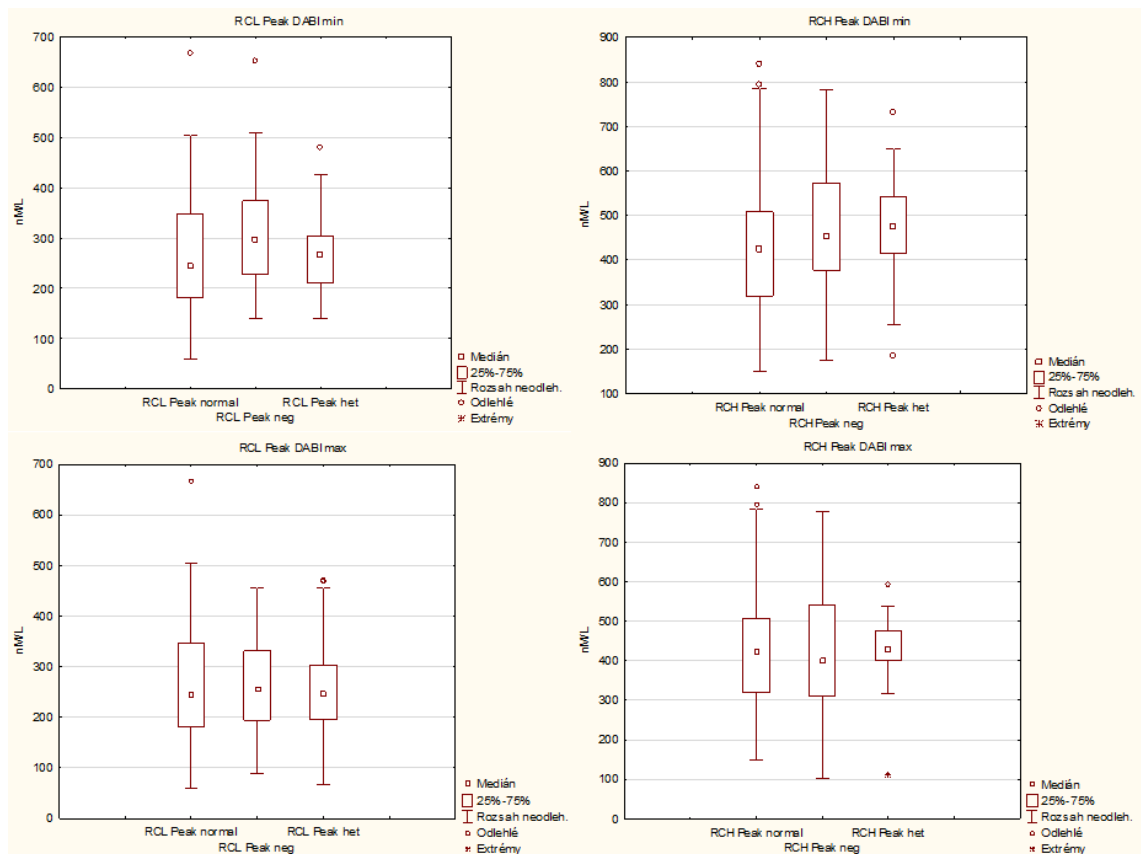 RCL Peak DABI min
700
600
500
400
300
200
100
0
nM/L
RCL Peak normal
RCL Peak neg
RCL Peak het
Medián
25%-75%
Rozsah neodleh.
Odlehlé
Extrémy
RCH Peak DABI min
900
800
700
600
500
400
300
200
100
nM/L
RCH Peak normal
RCH Peak neg
RCH Peak het
Medián
25%-75%
Rozsah neodleh.
Odlehlé
Extrémy
RCL Peak DABI max
700
600
500
400
300
200
100
0
nM/L
RCL Peak normal
RCL Peak neg
RCL Peak het
Medián
25%-75%
Rozsah neodleh.
Odlehlé
Extrémy
RCH Peak DABI max
900
800
700
600
500
400
300
200
100
0
nM/L
RCH Peak normal
RCH Peak neg
RCH Peak het
Medián
25%-75%
Rozsah neodleh.
Odlehlé
Extrémy